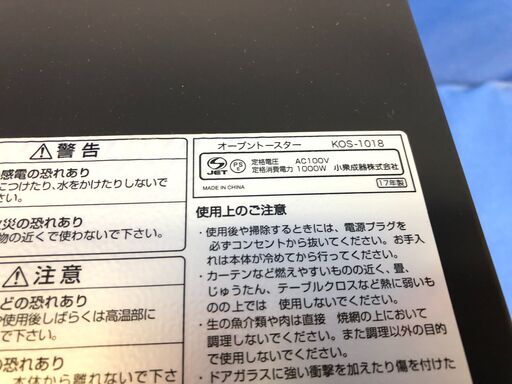 ⚠警告
感電の恐れあり
につけたり、水をかけたりしないで
さい。
災の恐れあり
物の近くで使わないで下さい。
⚠注意
どの恐れあり
や使用後しばらくは高温部に
の恐れあり
本体から離れないで下
オーブントースター KOS-1018
JET
PS
E
定格電圧 AC100V
定格消費電力 1000W 小泉成器株式会社
MADE IN CHINA
17年製
使用上のご注意
・使用後や掃除するときには、電源プラグを
必ずコンセントから抜いてください。お手入
れは本体が冷めてから行ってください。
・カーテンなど燃えやすいものの近く、畳、
じゅうたん、テーブルクロスなど熱に弱いも
のの上では 使用しないでください。
・生の魚介類や肉は直接 焼網の上において
調理しないでください。また調理以外の目的
で使用しないでください。
・ドアガラスに強い衝撃を加えたり傷を付けた